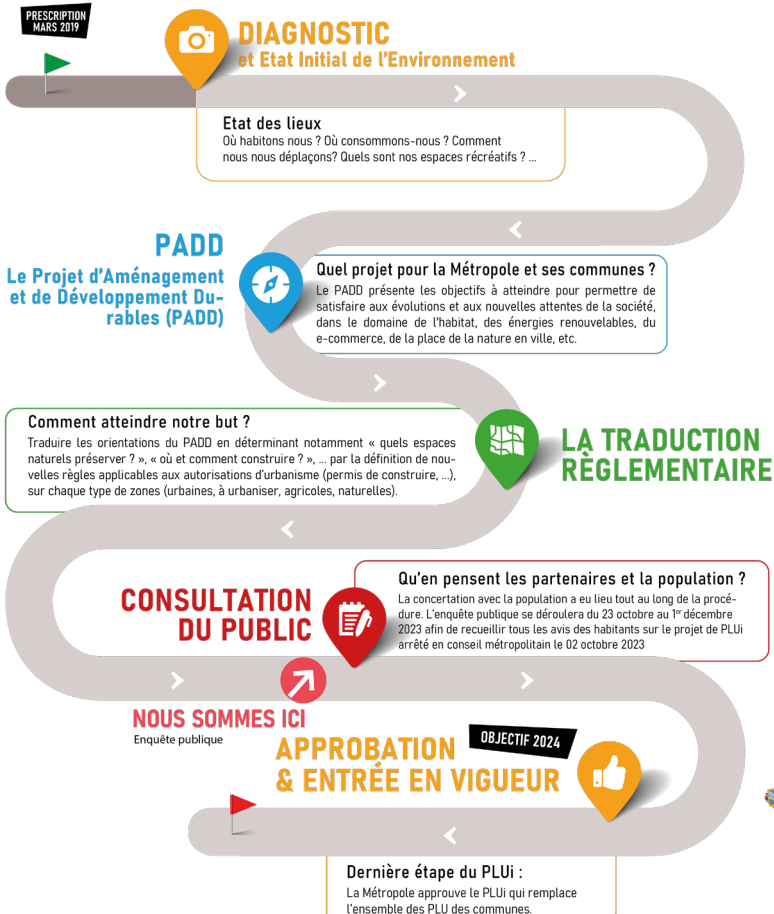 PRESCRIPTION
MARS 2019
DIAGNOSTIC
et Etat Initial de l'Environnement
Etat des lieux
Où habitons nous ? Où consommons-nous ? Comment
nous nous déplaçons? Quels sont nos espaces récréatifs ? ...
PADD
Le Projet d'Aménagement
et de Développement Du-
rables (PADD)
Quel projet pour la Métropole et ses communes ?
Le PADD présente les objectifs à atteindre pour permettre de
satisfaire aux évolutions et aux nouvelles attentes de la société,
dans le domaine de l'habitat, des énergies renouvelables, du
e-commerce, de la place de la nature en ville, etc.
Comment atteindre notre but ?
Traduire les orientations du PADD en déterminant notamment « quels espaces
naturels préserver ? », « où et comment construire ? », ... par la définition de nou-
velles règles applicables aux autorisations d'urbanisme (permis de construire, ...),
sur chaque type de zones (urbaines, à urbaniser, agricoles, naturelles).
LA TRADUCTION
RÈGLEMENTAIRE
CONSULTATION
DU PUBLIC
Qu'en pensent les partenaires et la population ?
La concertation avec la population a eu lieu tout au long de la procé-
dure. L'enquête publique se déroulera du 23 octobre au 1er décembre
2023 afin de recueillir tous les avis des habitants sur le projet de PLUi
arrêté en conseil métropolitain le 02 octobre 2023
NOUS SOMMES ICI
Enquête publique
APPROBATION
& ENTRÉE EN VIGUEUR
OBJECTIF 2024
Dernière étape du PLUi :
La Métropole approuve le PLUi qui remplace
l'ensemble des PLU des communes.